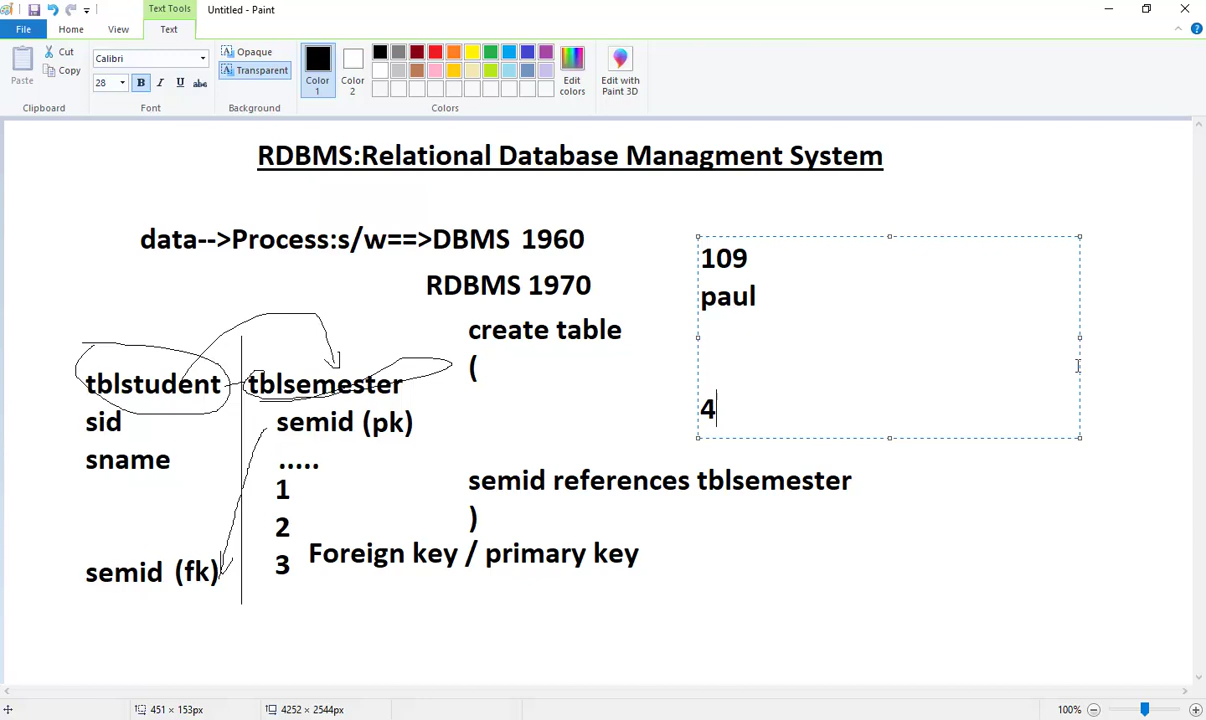 Text Tools
Untitled - Paint
File
Home
View
Text
Paste
Cut
Copy
Clipboard
Calibri
28
B
I
U
abc
Font
Opaque
Transparent
Background
Color 1
Color 2
Edit colors
Colors
Edit with Paint 3D
RDBMS:Relational Database Managment System
data-->Process:s/w==>DBMS 1960
RDBMS 1970
create table
(
109
paul
4
tblstudent
sid
sname
semid (fk)
tblsemester
semid (pk)
.....
1
2
3
semid references tblsemester
)
Foreign key / primary key
451 × 153px
4252 × 2544px
100%